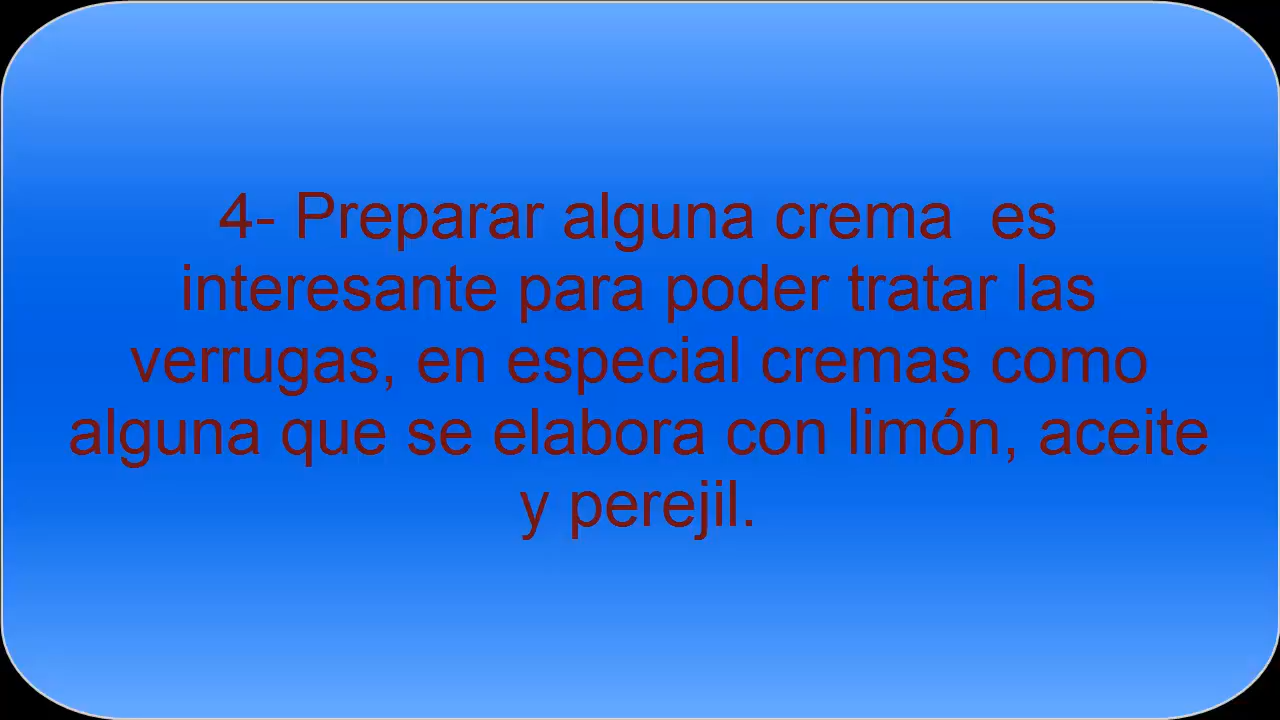 4- Preparar alguna crema  es
interesante para poder tratar las
verrugas, en especial cremas como
alguna que se elabora con limón, aceite
y perejil.